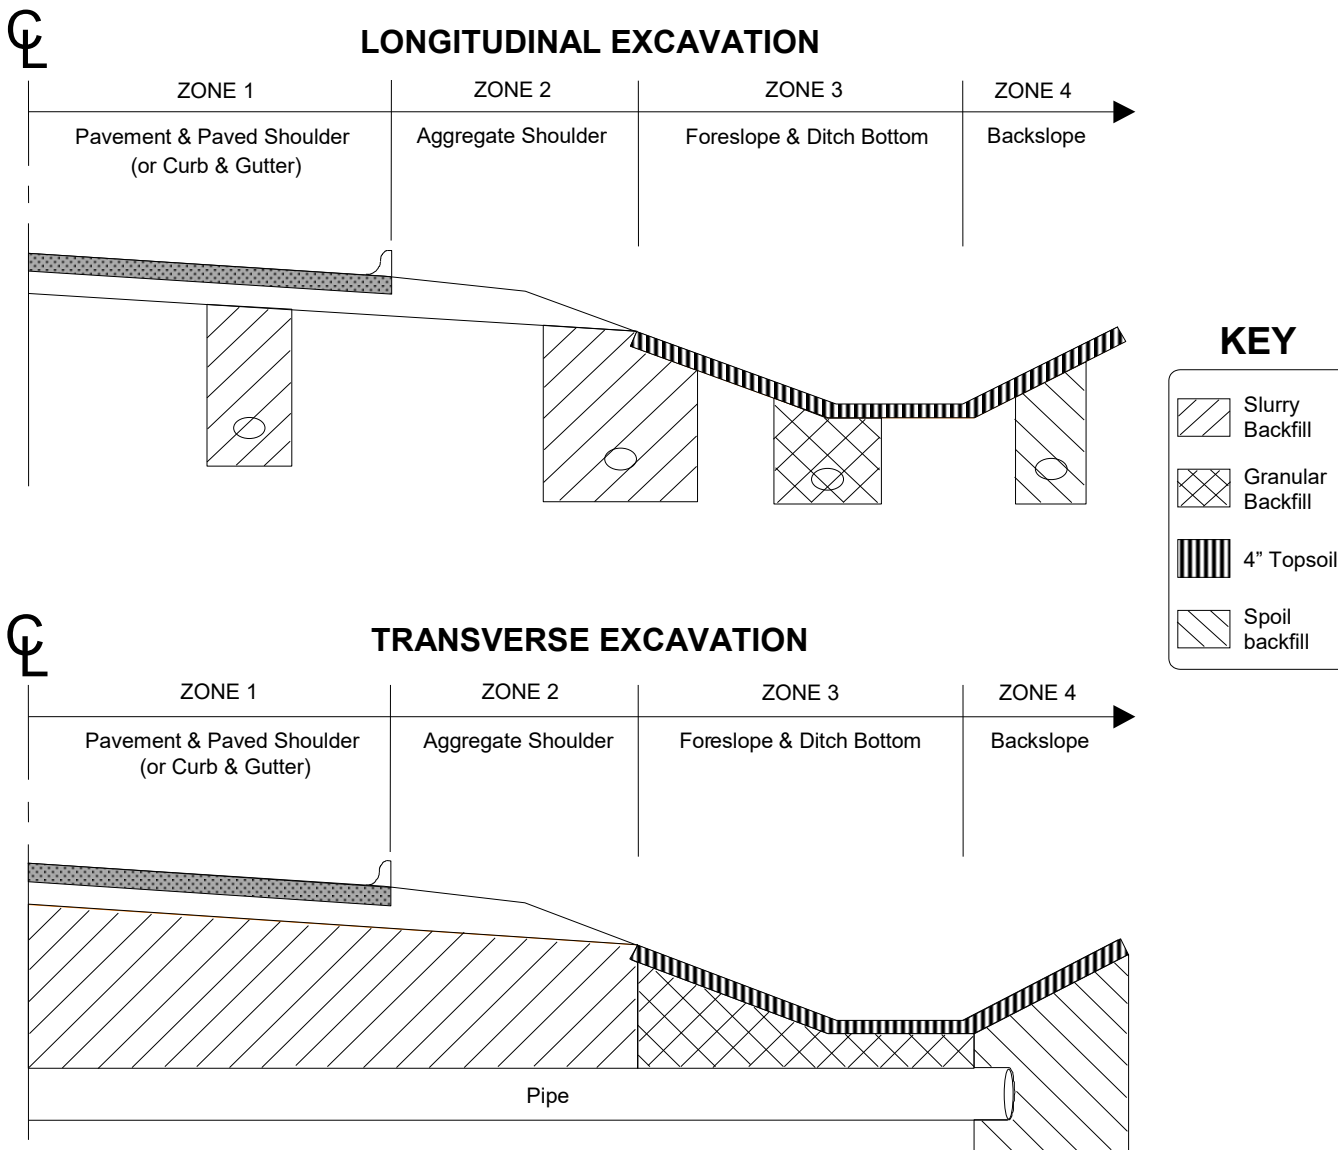 ℄
LONGITUDINAL EXCAVATION
ZONE 1
ZONE 2
ZONE 3
ZONE 4
Pavement & Paved Shoulder
(or Curb & Gutter)
Aggregate Shoulder
Foreslope & Ditch Bottom
Backslope
KEY
Slurry
Backfill
Granular
Backfill
4” Topsoil
Spoil
backfill
℄
TRANSVERSE EXCAVATION
ZONE 1
ZONE 2
ZONE 3
ZONE 4
Pavement & Paved Shoulder
(or Curb & Gutter)
Aggregate Shoulder
Foreslope & Ditch Bottom
Backslope
Pipe